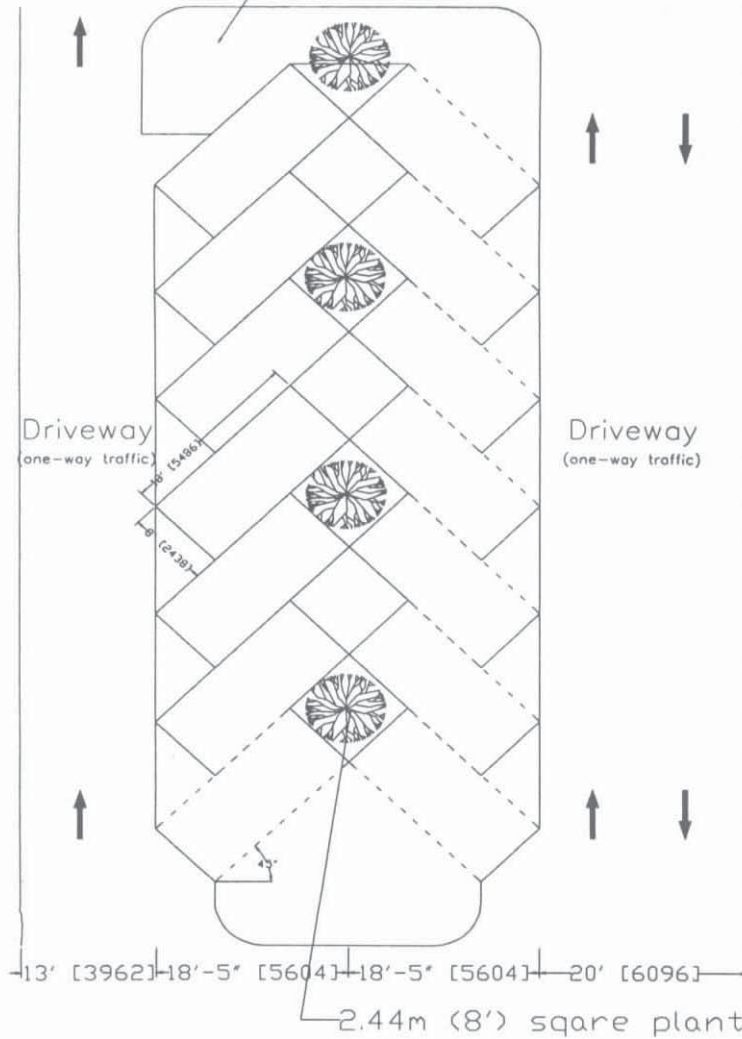 Driveway
(one-way traffic)
Driveway
(one-way traffic)
18' [5486]
8' [2438]
45°
13' [3962]
18'-5" [5604]
18'-5" [5604]
20' [6096]
2.44m (8') sqare plant